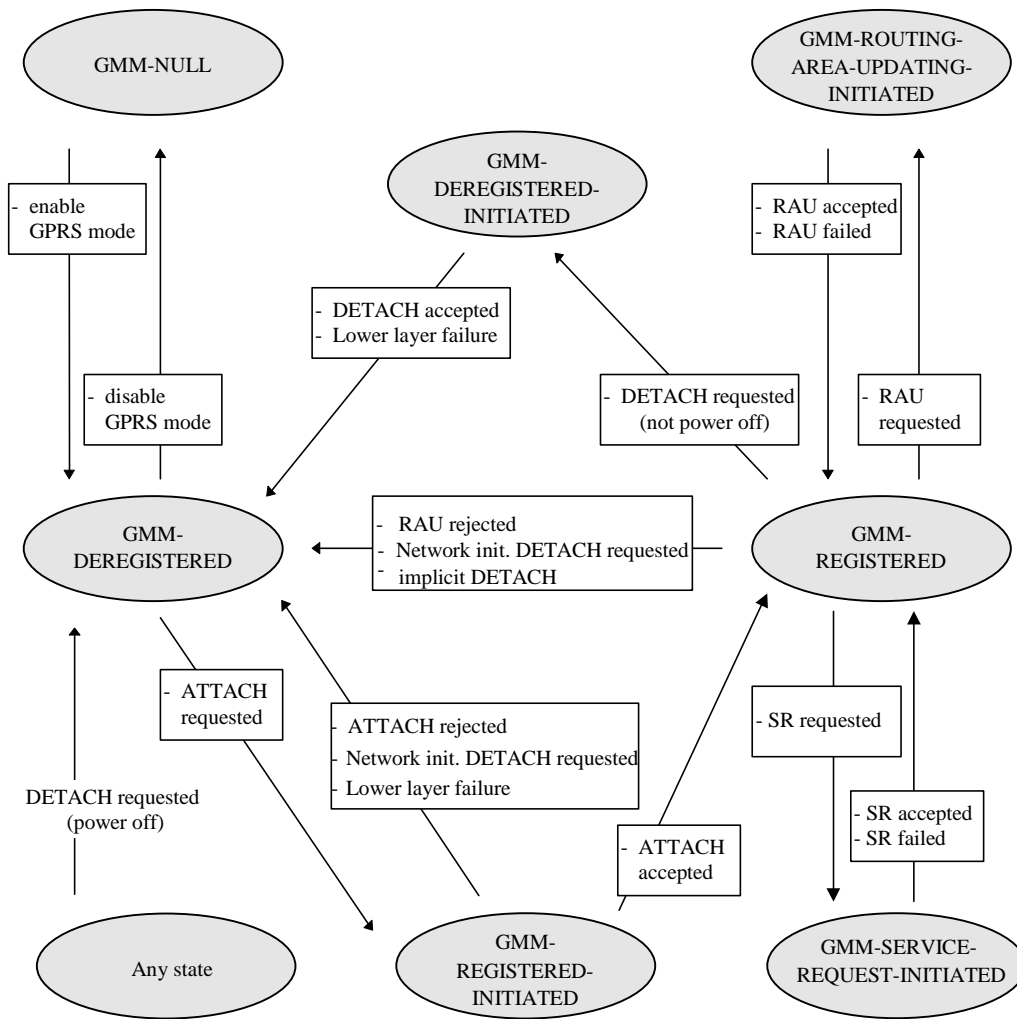 GMM-NULL
GMM-ROUTING-
AREA-UPDATING-
INITIATED
GMM-
DEREGISTERED-
INITIATED
- enable
GPRS mode
- RAU accepted
- RAU failed
- DETACH accepted
- Lower layer failure
- disable
GPRS mode
- DETACH requested
(not power off)
- RAU
requested
GMM-
DEREGISTERED
- RAU rejected
- Network init. DETACH requested
- implicit DETACH
GMM-
REGISTERED
- ATTACH
requested
- ATTACH rejected
- Network init. DETACH requested
- Lower layer failure
- SR requested
DETACH requested
(power off)
- ATTACH
accepted
- SR accepted
- SR failed
Any state
GMM-
REGISTERED-
INITIATED
GMM-SERVICE-
REQUEST-INITIATED